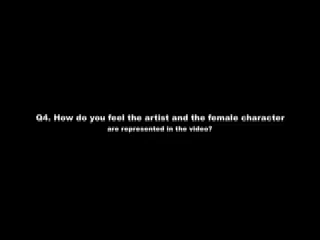 Q4. How do you feel the artist and the female character
are represented in the video?